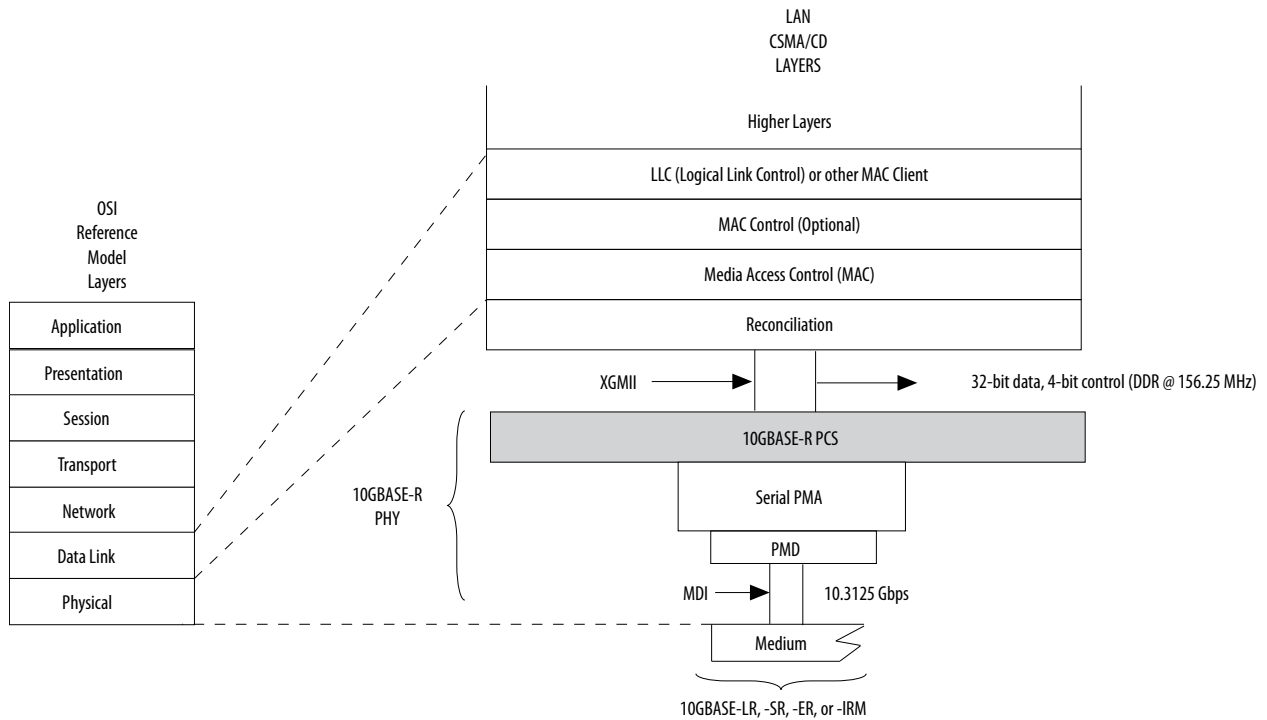 LAN
CSMA/CD
LAYERS
Higher Layers
LLC (Logical Link Control) or other MAC Client
MAC Control (Optional)
Media Access Control (MAC)
Reconciliation
OSI
Reference
Model
Layers
Application
Presentation
Session
Transport
Network
Data Link
Physical
XGMII
32-bit data, 4-bit control (DDR @ 156.25 MHz)
10GBASE-R PCS
10GBASE-R
PHY
Serial PMA
PMD
MDI
10.3125 Gbps
Medium
10GBASE-LR, -SR, -ER, or -lRM